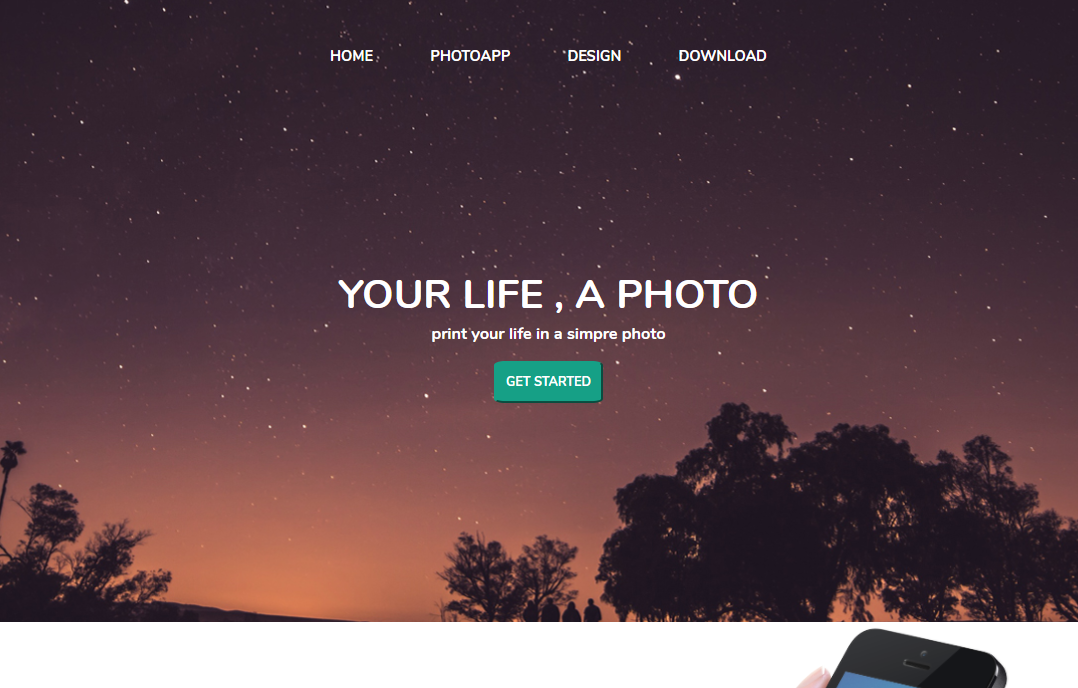 HOME PHOTOAPP DESIGN DOWNLOAD
YOUR LIFE , A PHOTO
print your life in a simpre photo
GET STARTED